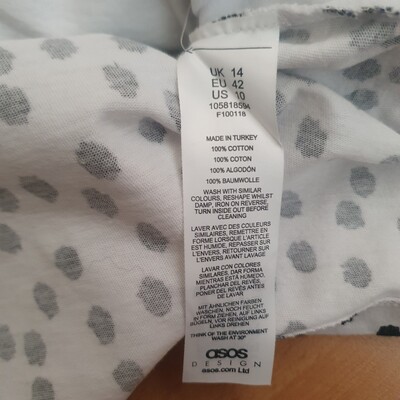 UK 14
EU 42
US 10
105818594
F100118
MADE IN TURKEY
100% COTTON
100% COTON
100% ALGODÓN
100% BAUMWOLLE
WASH WITH SIMILAR
COLOURS, RESHAPE WHILST
DAMP, IRON ON REVERSE,
TURN INSIDE OUT BEFORE
CLEANING
LAVER AVEC DES COULEURS
SIMILAIRES, REMETTRE EN
FORME LORSQUE L'ARTICLE
EST HUMIDE, REPASSER SUR
L'ENVERS AVANT LAVAGE
LAVAR CON COLORES
SIMILARES, DAR FORMA
MIENTRAS ESTÁ HÚMEDO,
PLANCHAR DEL REVÉS,
PONER DEL REVÉS ANTES
DE LAVAR
MIT ÄHNLICHEN FARBEN
WASCHEN, NOCH FEUCHT
IN FORM ZIEHEN, AUF LINKS
BÜGELN, VOR REINIGUNG AUF
LINKS DREHEN
THINK OF THE ENVIRONMENT
WASH AT 30°
asos
DESIGN
asos.com Ltd